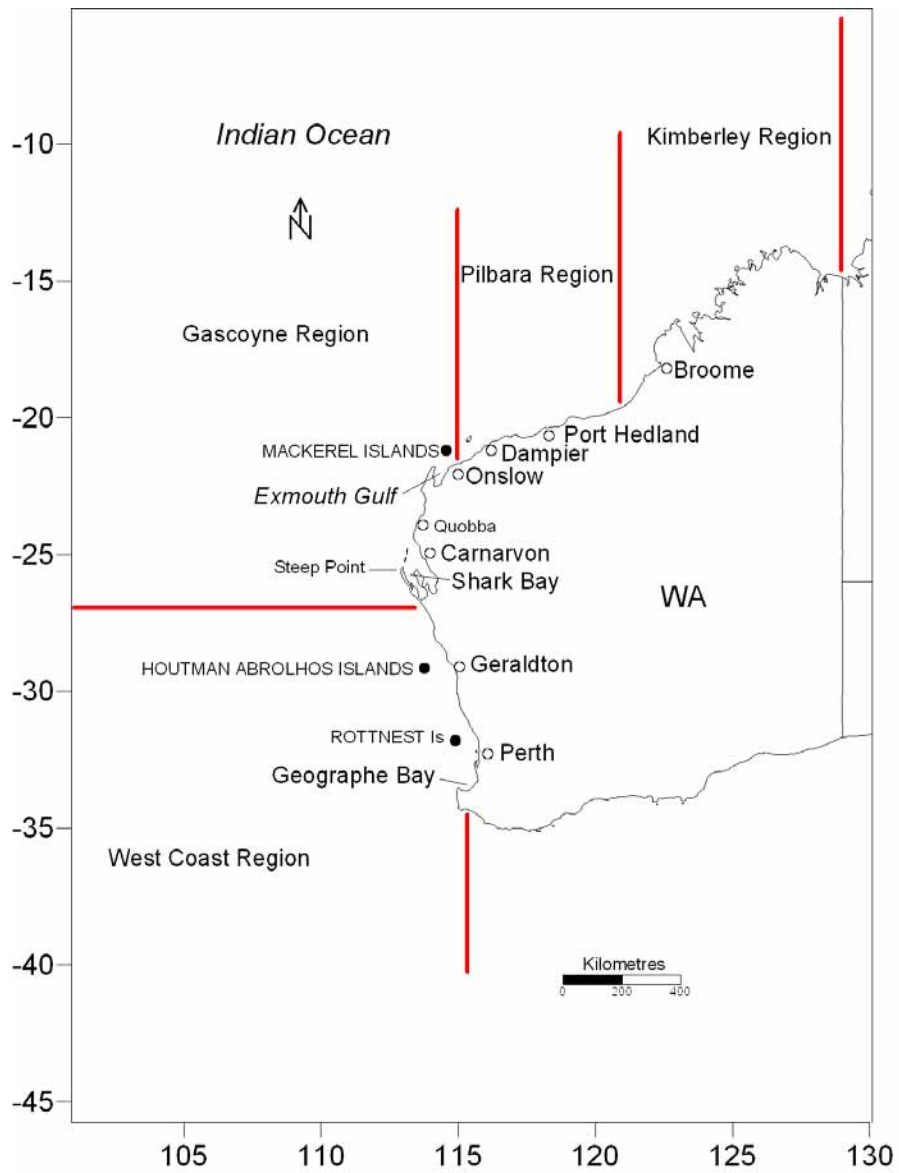 Indian Ocean
Kimberley Region
-10
N
Pilbara Region
-15
Gascoyne Region
Broome
-20
Port Hedland
MACKEREL ISLANDS
Dampier
Onslow
Exmouth Gulf
Quobba
-25
Carnarvon
Steep Point
Shark Bay
WA
HOUTMAN ABROLHOS ISLANDS
Geraldton
-30
ROTTNEST Is
Perth
Geographe Bay
-35
West Coast Region
-40
Kilometres
0 200 400
-45
105 110 115 120 125 130